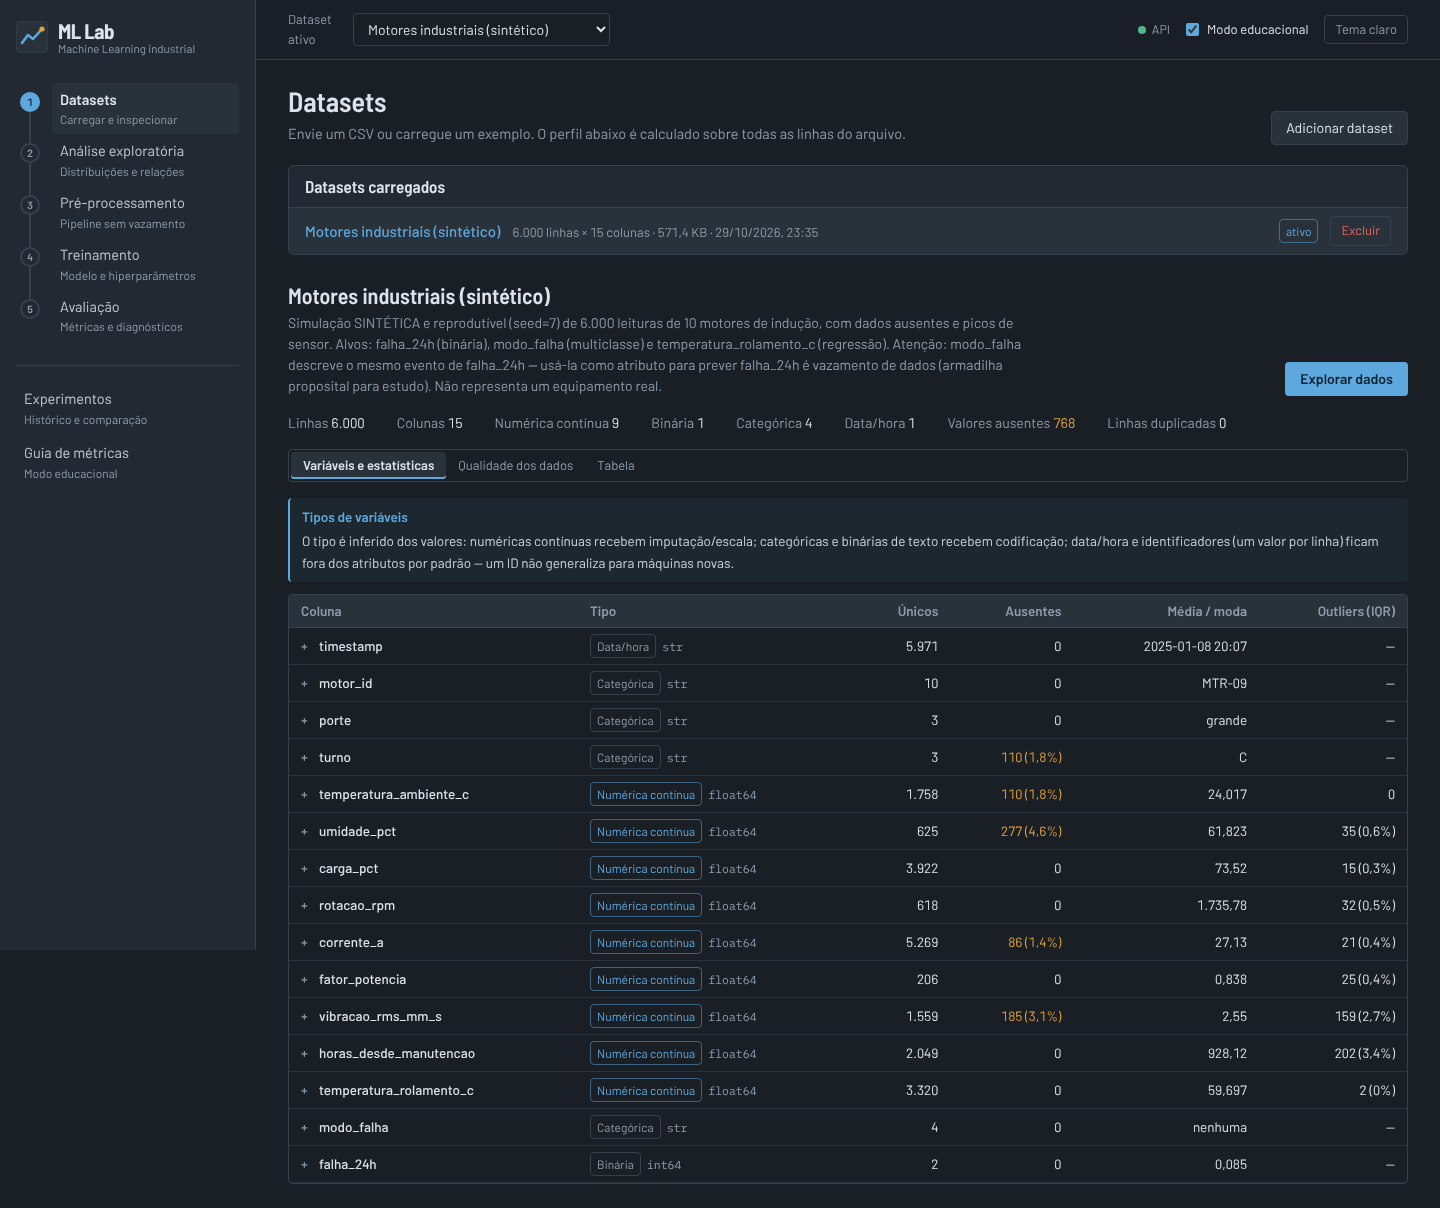 ML Lab
Machine Learning industrial
1
Datasets
Carregar e inspecionar
2
Análise exploratória
Distribuições e relações
3
Pré-processamento
Pipeline sem vazamento
4
Treinamento
Modelo e hiperparâmetros
5
Avaliação
Métricas e diagnósticos
Experimentos
Histórico e comparação
Guia de métricas
Modo educacional
Dataset
ativo
Motores industriais (sintético)
API
Modo educacional
Tema claro
Datasets
Envie um CSV ou carregue um exemplo. O perfil abaixo é calculado sobre todas as linhas do arquivo.
Adicionar dataset
Datasets carregados
Motores industriais (sintético) 6.000 linhas × 15 colunas · 571,4 KB · 29/10/2026, 23:35 ativo Excluir
Motores industriais (sintético)
Simulação SINTÉTICA e reprodutível (seed=7) de 6.000 leituras de 10 motores de indução, com dados ausentes e picos de
sensor. Alvos: falha_24h (binária), modo_falha (multiclasse) e temperatura_rolamento_c (regressão). Atenção: modo_falha
descreve o mesmo evento de falha_24h — usá-la como atributo para prever falha_24h é vazamento de dados (armadilha
proposital para estudo). Não representa um equipamento real.
Explorar dados
Linhas 6.000 Colunas 15 Numérica contínua 9 Binária 1 Categórica 4 Data/hora 1 Valores ausentes 768 Linhas duplicadas 0
Variáveis e estatísticas Qualidade dos dados Tabela
Tipos de variáveis
O tipo é inferido dos valores: numéricas contínuas recebem imputação/escala; categóricas e binárias de texto recebem codificação; data/hora e identificadores (um valor por linha) ficam
fora dos atributos por padrão — um ID não generaliza para máquinas novas.
Coluna Tipo Únicos Ausentes Média / moda Outliers (IQR)
+ timestamp Data/hora str 5.971 0 2025-01-08 20:07 —
+ motor_id Categórica str 10 0 MTR-09 —
+ porte Categórica str 3 0 grande —
+ turno Categórica str 3 110 (1,8%) C —
+ temperatura_ambiente_c Numérica contínua float64 1.758 110 (1,8%) 24,017 0
+ umidade_pct Numérica contínua float64 625 277 (4,6%) 61,823 35 (0,6%)
+ carga_pct Numérica contínua float64 3.922 0 73,52 15 (0,3%)
+ rotacao_rpm Numérica contínua float64 618 0 1.735,78 32 (0,5%)
+ corrente_a Numérica contínua float64 5.269 86 (1,4%) 27,13 21 (0,4%)
+ fator_potencia Numérica contínua float64 206 0 0,838 25 (0,4%)
+ vibracao_rms_mm_s Numérica contínua float64 1.559 185 (3,1%) 2,55 159 (2,7%)
+ horas_desde_manutencao Numérica contínua float64 2.049 0 928,12 202 (3,4%)
+ temperatura_rolamento_c Numérica contínua float64 3.320 0 59,697 2 (0%)
+ modo_falha Categórica str 4 0 nenhuma —
+ falha_24h Binária int64 2 0 0,085 —